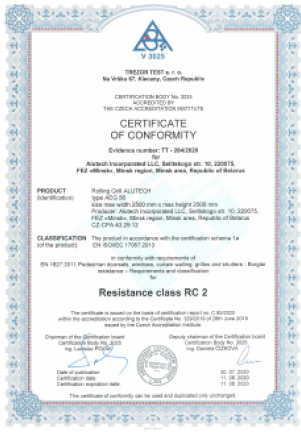 V 3025
TREZOR TEST s. r. o.
Na Vršku 67, Klecany, Czech Republic
CERTIFICATION BODY No. 3025
ACCREDITED BY
THE CZECH ACCREDITATION INSTITUTE
CERTIFICATE
OF CONFORMITY
Evidence number: TT - 264/2020
for
Alutech Incorporated LLC, Selitskogo str. 10, 220075,
FEZ «Minsk», Minsk region, Minsk area, Republic of Belarus
PRODUCT Rolling Grill ALUTECH
(identification) type AEG 56
size max width 2500 mm x max height 2500 mm
Producer: Alutech Incorporated LLC, Selitskogo str. 10, 220075,
FEZ «Minsk», Minsk region, Minsk area, Republic of Belarus
CZ-CPA 43.29.12
CLASSIFICATION The product in accordance with the certification schema 1a
(of the product) EN ISO/IEC 17067:2013
in conformity with requirements of
EN 1627:2011 Pedestrian doorsets, windows, curtain walling, grilles and shutters - Burglar
resistance - Requirements and classification
for
Resistance class RC 2
The certificate is issued on the basis of certification report no. C 92/2020
within the accreditation according to the Certificate No. 329/2019 of 26th June 2019
issued by the Czech Accreditation Institute.
Chairman of the certification board Deputy chairman of the Certification board
Certification Body No. 3025 Certification Body No. 3025
Ing. Ladislav Ing. Daniela
Date of publication: 20. 07. 2020
Certification date: 11. 08. 2020
Certification expiration date: 11. 08. 2023
This certificate of conformity can be used and duplicated only unchanged.